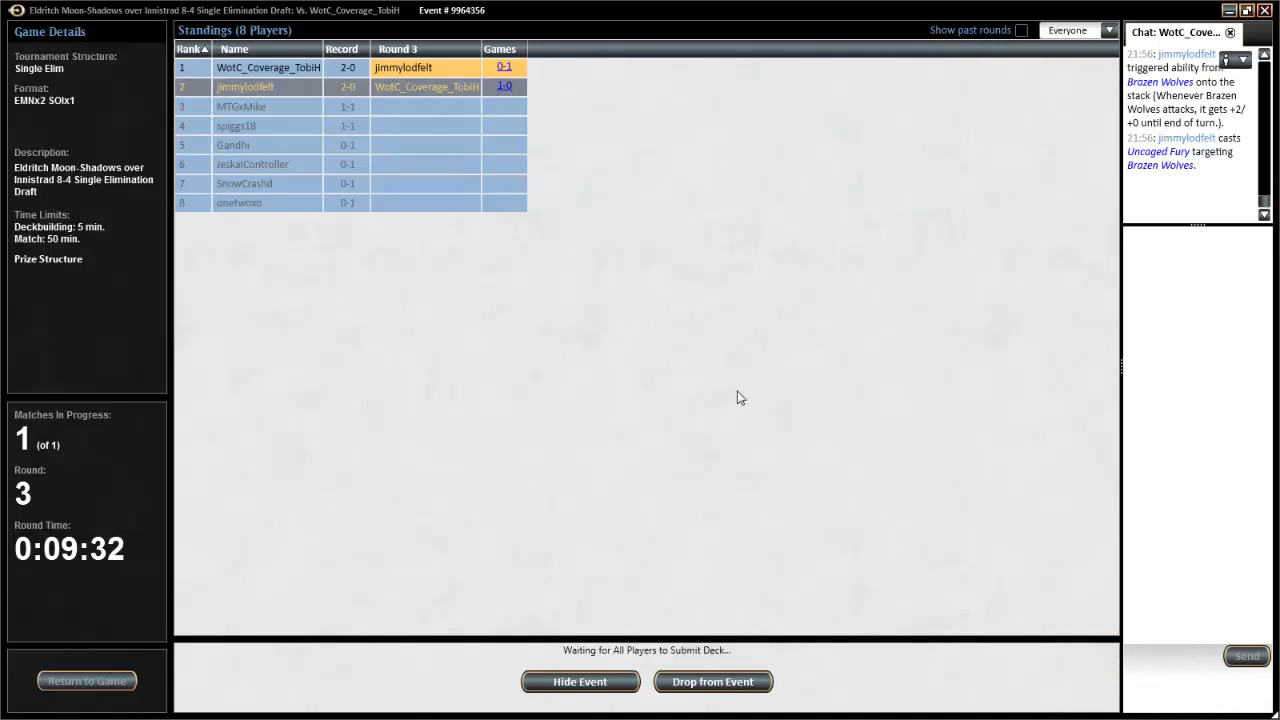 Eldritch Moon-Shadows over Innistrad 8-4 Single Elimination Draft: Vs. WotC_Coverage_TobiH Event # 9964356
Game Details
Tournament Structure:
Single Elim
Format:
EMNx2 SOIx1
Description:
Eldritch Moon-Shadows over
Innistrad 8-4 Single Elimination
Draft
Time Limits:
Deckbuilding: 5 min.
Match: 50 min.
Prize Structure
Matches In Progress:
1 (of 1)
Round:
3
Round Time:
0:09:32
Return to Game
Standings (8 Players)
Show past rounds
Everyone
Rank Name Record Round 3 Games
1 WotC_Coverage_TobiH 2-0 jimmylodfelt 0-1
2 jimmylodfelt 2-0 WotC_Coverage_TobiH 1-0
3 MTGxMike 1-1
4 spiggs18 1-1
5 Gandhi 0-1
6 JeskaiController 0-1
7 SnowCrashd 0-1
8 onetwoxo 0-1
Waiting for All Players to Submit Deck...
Hide Event
Drop from Event
Chat: WotC_Cove...
21:56: jimmylodfelt
triggered ability from
Brazen Wolves onto the
stack (Whenever Brazen
Wolves attacks, it gets +2/
+0 until end of turn.).
21:56: jimmylodfelt casts
Uncaged Fury targeting
Brazen Wolves.
Send